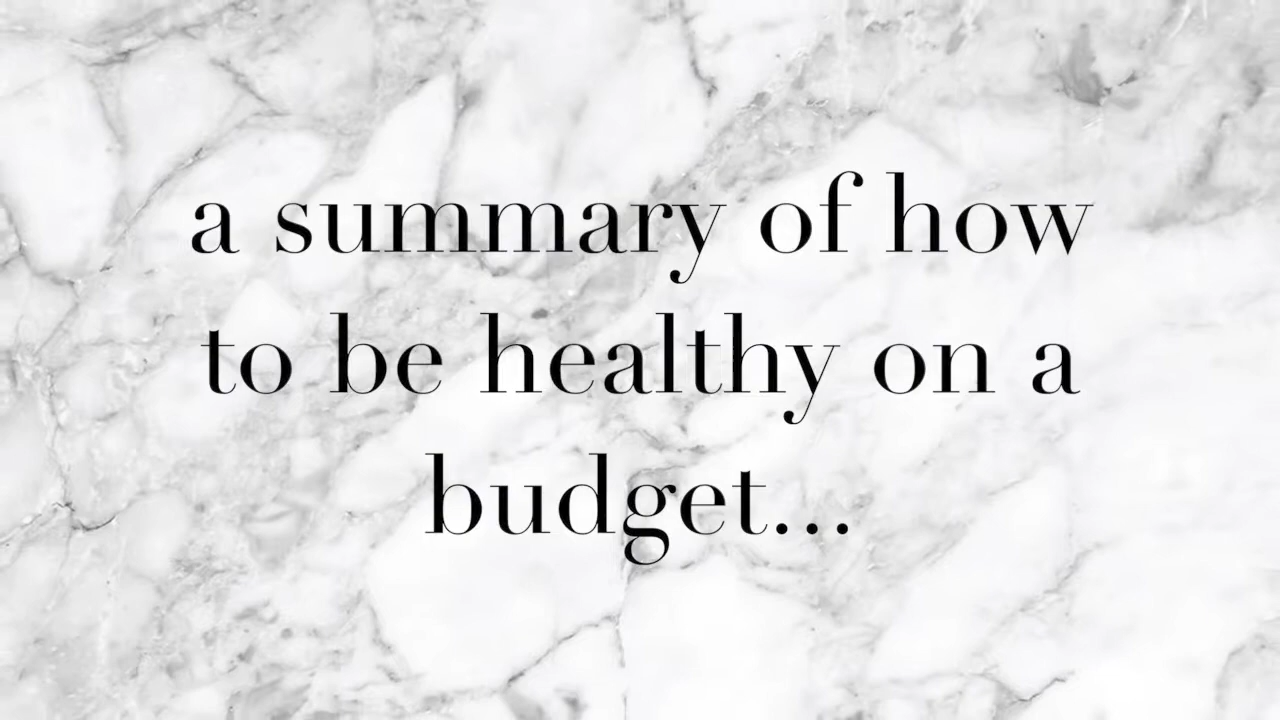 a summary of how
to be healthy on a
budget...